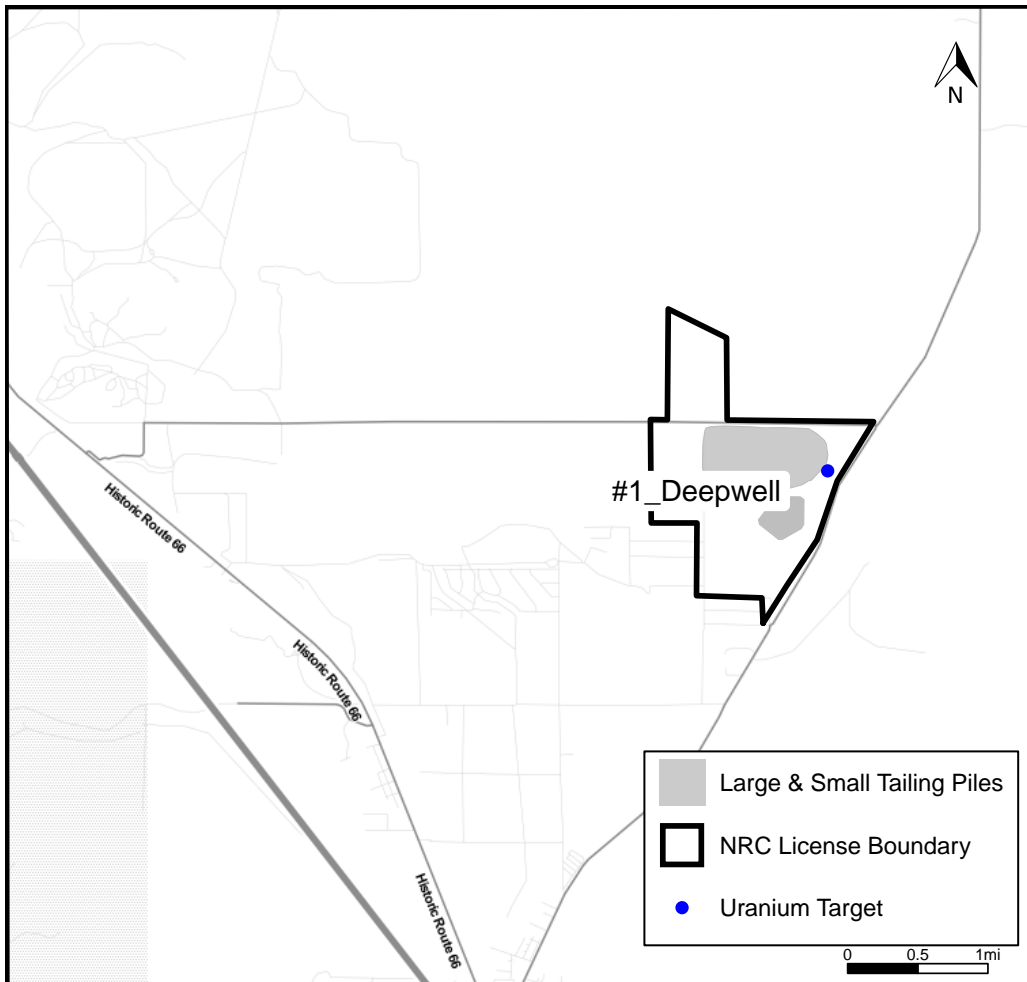 N
#1_Deepwell
Historic Route 66
Historic Route 66
Historic Route 66
Large & Small Tailing Piles
NRC License Boundary
Uranium Target
0 0.5 1mi